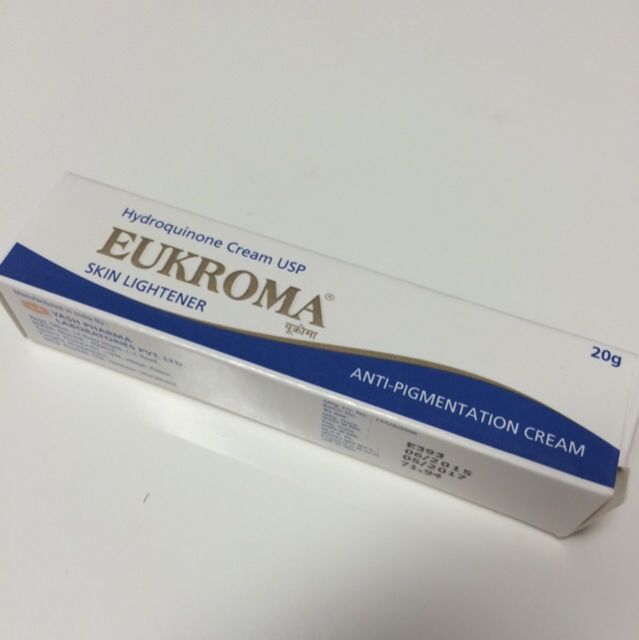 Hydroquinone Cream USP
EUKROMA®
SKIN LIGHTENER
यूक्रोमा
20g
ANTI-PIGMENTATION CREAM
Manufactured in India By :
YASH PHARMA
LABORATORIES PVT. LTD.
E393
06/2015
05/2017
71.94